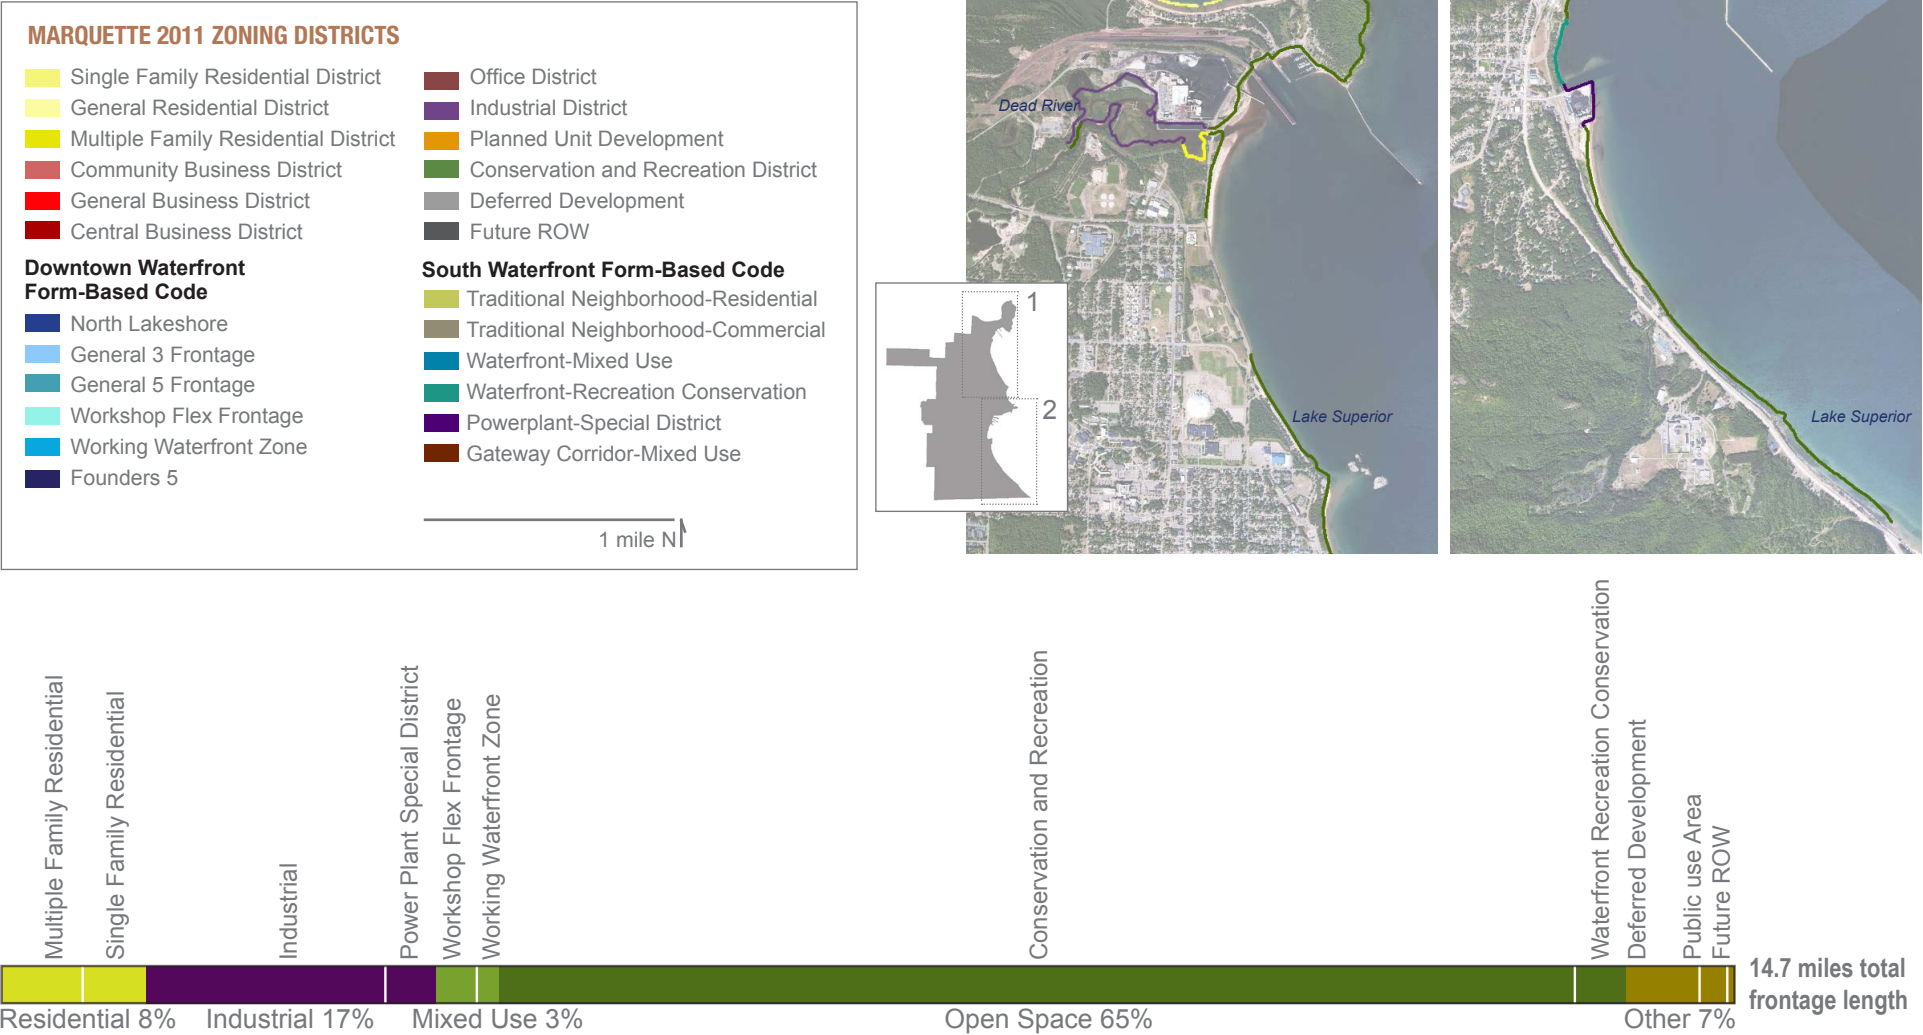 MARQUETTE 2011 ZONING DISTRICTS
Single Family Residential District
General Residential District
Multiple Family Residential District
Community Business District
General Business District
Central Business District
Downtown Waterfront
Form-Based Code
North Lakeshore
General 3 Frontage
General 5 Frontage
Workshop Flex Frontage
Working Waterfront Zone
Founders 5
Office District
Industrial District
Planned Unit Development
Conservation and Recreation District
Deferred Development
Future ROW
South Waterfront Form-Based Code
Traditional Neighborhood-Residential
Traditional Neighborhood-Commercial
Waterfront-Mixed Use
Waterfront-Recreation Conservation
Powerplant-Special District
Gateway Corridor-Mixed Use
1 mile N
1
2
Dead River
Lake Superior
Lake Superior
Multiple Family Residential
Single Family Residential
Industrial
Power Plant Special District
Workshop Flex Frontage
Working Waterfront Zone
Conservation and Recreation
Waterfront Recreation Conservation
Deferred Development
Public use Area
Future ROW
14.7 miles total
frontage length
Residential 8%
Industrial 17%
Mixed Use 3%
Open Space 65%
Other 7%